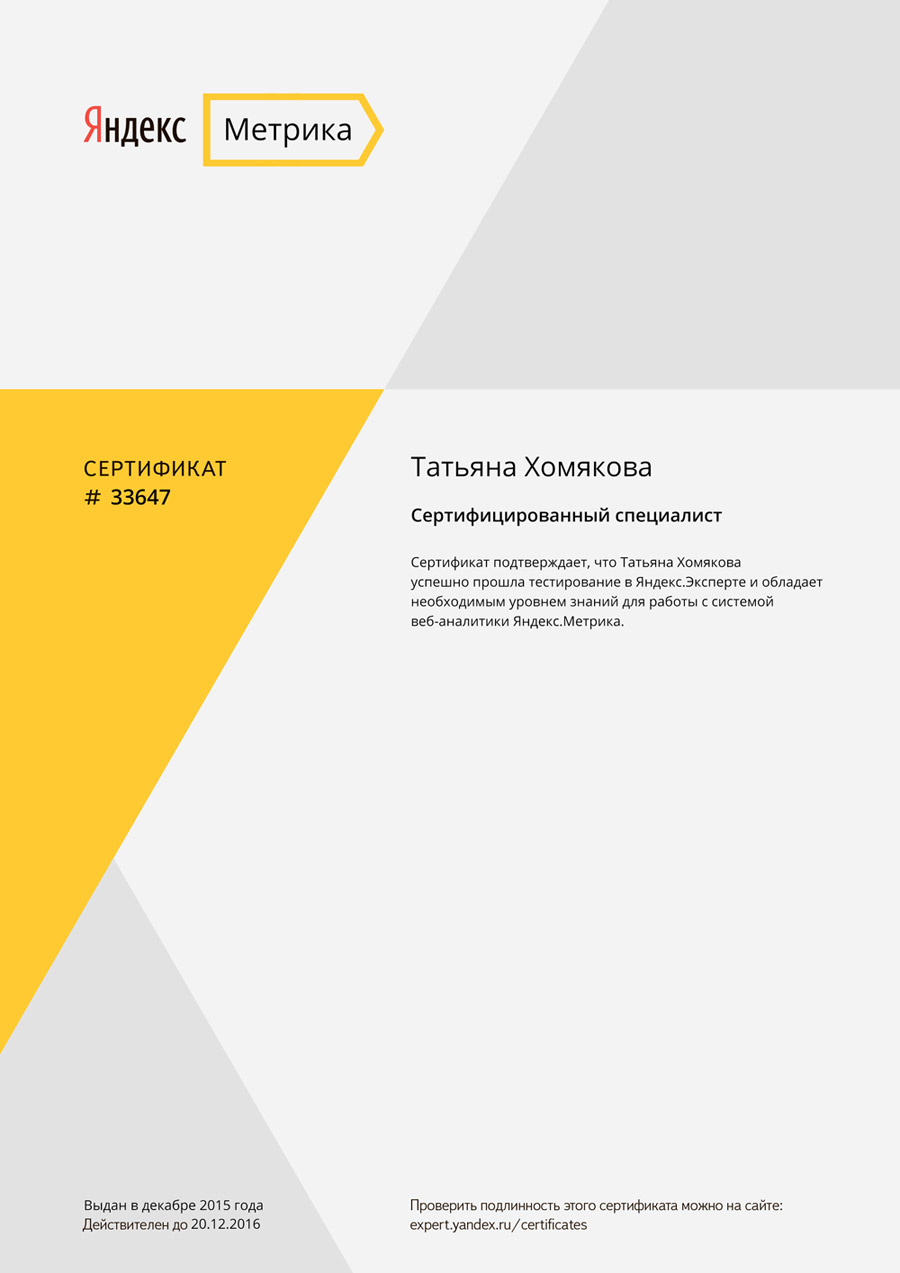 Яндекс Метрика
СЕРТИФИКАТ
# 33647
Татьяна Хомякова
Сертифицированный специалист
Сертификат подтверждает, что Татьяна Хомякова
успешно прошла тестирование в Яндекс.Эксперте и обладает
необходимым уровнем знаний для работы с системой
веб-аналитики Яндекс.Метрика.
Выдан в декабре 2015 года
Действителен до 20.12.2016
Проверить подлинность этого сертификата можно на сайте:
expert.yandex.ru/certificates